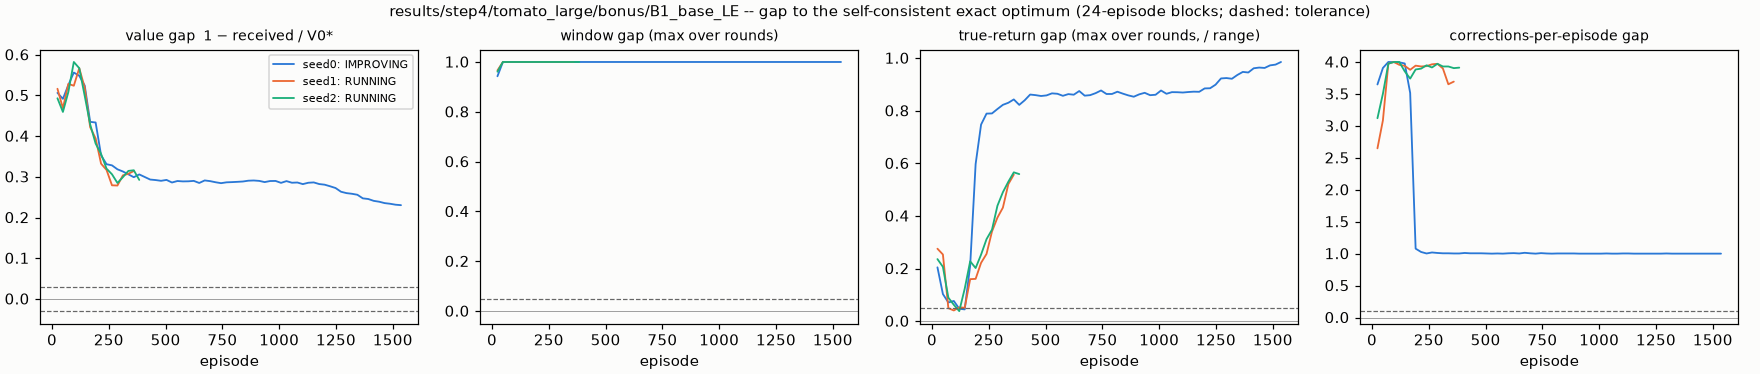 results/step4/tomato_large/bonus/B1_base_LE -- gap to the self-consistent exact optimum (24-episode blocks; dashed: tolerance)
value gap  1 − received / V0*
0.6
0.5
0.4
0.3
0.2
0.1
0.0
0 250 500 750 1000 1250 1500
episode
seed0: IMPROVING
seed1: RUNNING
seed2: RUNNING
window gap (max over rounds)
1.0
0.8
0.6
0.4
0.2
0.0
0 250 500 750 1000 1250 1500
episode
true-return gap (max over rounds, / range)
1.0
0.8
0.6
0.4
0.2
0.0
0 250 500 750 1000 1250 1500
episode
corrections-per-episode gap
4.0
3.5
3.0
2.5
2.0
1.5
1.0
0.5
0.0
0 250 500 750 1000 1250 1500
episode